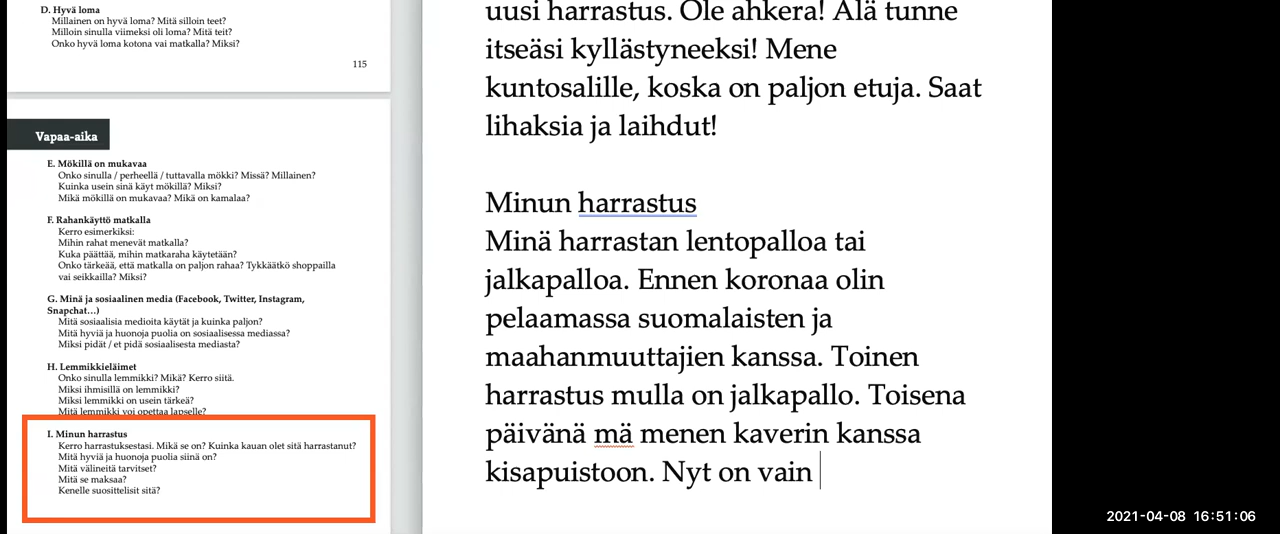 D. Hyvä loma
Millainen on hyvä loma? Mitä silloin teet?
Milloin sinulla viimeksi oli loma? Mitä teit?
Onko hyvä loma kotona vai matkalla? Miksi?
115
Vapaa-aika
E. Mökillä on mukavaa
Onko sinulla / perheellä / tuttavalla mökki? Missä? Millainen?
Kuinka usein sinä käyt mökillä? Miksi?
Mikä mökillä on mukavaa? Mikä on kamalaa?
F. Rahankäyttö matkalla
Kerro esimerkiksi:
Mihin rahat menevät matkalla?
Kuka päättää, mihin matkaraha käytetään?
Onko tärkeää, että matkalla on paljon rahaa? Tykkäätkö shoppailla
vai seikkailla? Miksi?
G. Minä ja sosiaalinen media (Facebook, Twitter, Instagram,
Snapchat...)
Mitä sosiaalisia medioita käytät ja kuinka paljon?
Mitä hyviä ja huonoja puolia on sosiaalisessa mediassa?
Miksi pidät / et pidä sosiaalisesta mediasta?
H. Lemmikkieläimet
Onko sinulla lemmikki? Mikä? Kerro siitä.
Miksi ihmisillä on lemmikki?
Miksi lemmikki on usein tärkeä?
Mitä lemmikki voi opettaa lapselle?
I. Minun harrastus
Kerro harrastuksestasi. Mikä se on? Kuinka kauan olet sitä harrastanut?
Mitä hyviä ja huonoja puolia siinä on?
Mitä välineitä tarvitset?
Mitä se maksaa?
Kenelle suosittelisit sitä?
uusi harrastus. Ole ahkera! Älä tunne
itseäsi kyllästyneeksi! Mene
kuntosalille, koska on paljon etuja. Saat
lihaksia ja laihdut!
Minun harrastus
Minä harrastan lentopalloa tai
jalkapalloa. Ennen koronaa olin
pelaamassa suomalaisten ja
maahanmuuttajien kanssa. Toinen
harrastus mulla on jalkapallo. Toisena
päivänä mä menen kaverin kanssa
kisapuistoon. Nyt on vain
2021-04-08 16:51:06